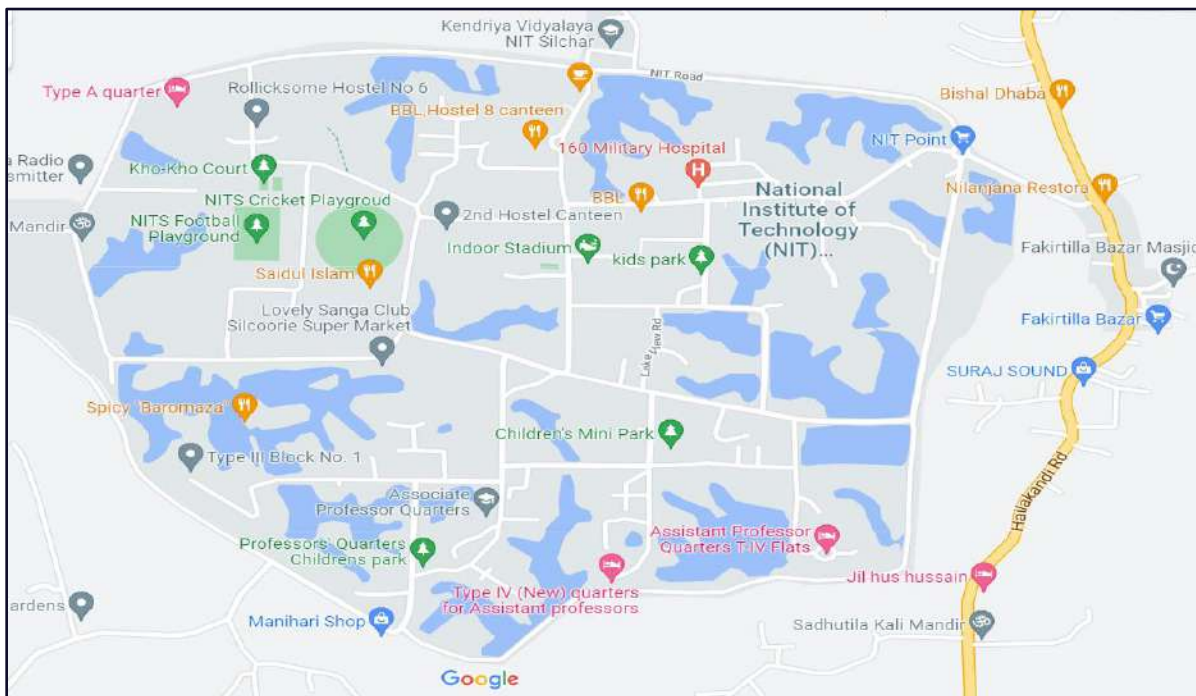 Kendriya Vidyalaya
NIT Silchar
NIT Road
Type A quarter
Rollicksome Hostel No 6
BBL Hostel 8 canteen
Bishal Dhaba
160 Military Hospital
NIT Point
a Radio
smitter
Kho-Kho Court
BBL
National
Institute of
Technology
(NIT)...
Nilanjana Restora
NITS Cricket Playgroud
Mandir
NITS Football
Playground
2nd Hostel Canteen
Indoor Stadium
kids park
Fakirtilla Bazar Masjid
Saidul Islam
Lovely Sanga Club
Silcoorie Super Market
Fakirtilla Bazar
Lake
SURAJ SOUND
Spicy 'Baromaza'
Children's Mini Park
Type III Block No. 1
Hailakandi Rd
Associate
Professor Quarters
Assistant Professor
Quarters T-IV Flats
Professors' Quarters
Childrens park
Jil hus hussain
Type IV (New) quarters
for Assistant professors
ardens
Manihari Shop
Sadhutila Kali Mandir
Google